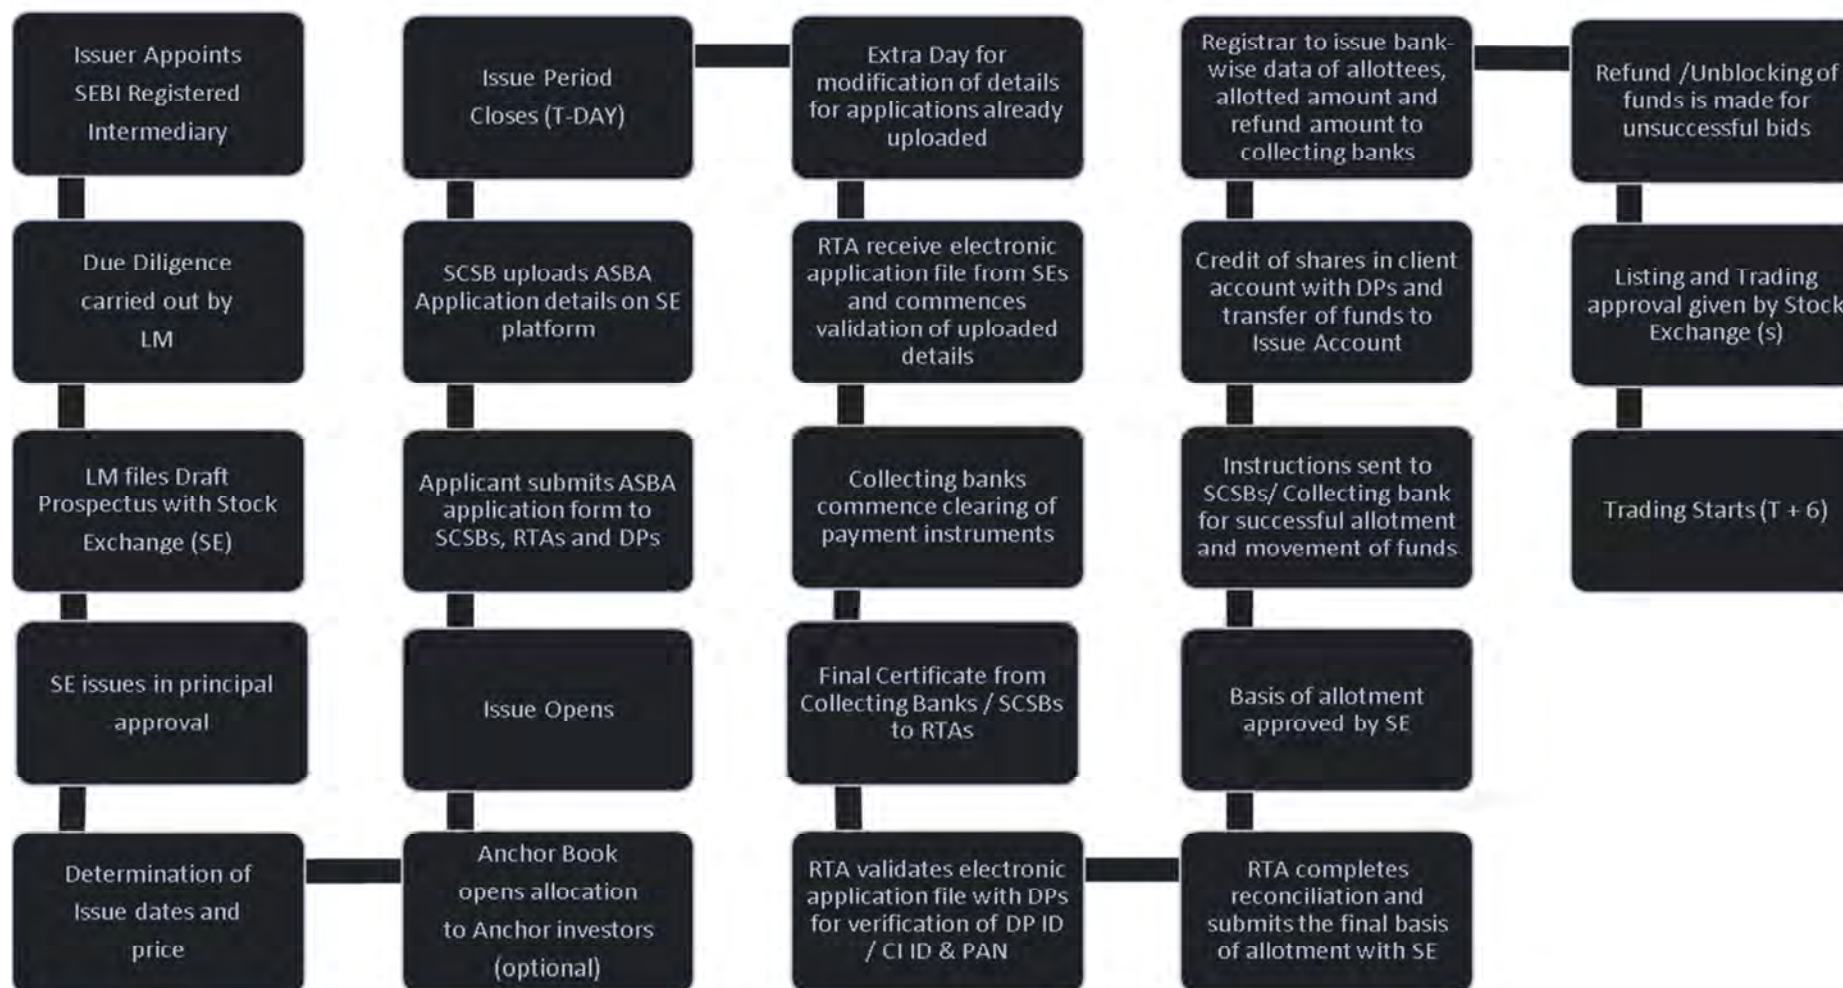 Issuer Appoints
SEBI Registered
Intermediary
Due Diligence
carried out by
LM
LM files Draft
Prospectus with Stock
Exchange (SE)
SE issues in principal
approval
Determination of
Issue dates and
price
Anchor Book
opens allocation
to Anchor investors
(optional)
Issue Opens
Applicant submits ASBA
application form to
SCSBs, RTAs and DPs
SCSB uploads ASBA
Application details on SE
platform
Issue Period
Closes (T-DAY)
Extra Day for
modification of details
for applications already
uploaded
RTA receive electronic
application file from SEs
and commences
validation of uploaded
details
Collecting banks
commence clearing of
payment instruments
Final Certificate from
Collecting Banks / SCSBs
to RTAs
RTA validates electronic
application file with DPs
for verification of DP ID
/ CI ID & PAN
RTA completes
reconciliation and
submits the final basis
of allotment with SE
Basis of allotment
approved by SE
Instructions sent to
SCSBs/ Collecting bank
for successful allotment
and movement of funds
Credit of shares in client
account with DPs and
transfer of funds to
Issue Account
Registrar to issue bank-
wise data of allottees,
allotted amount and
refund amount to
collecting banks
Refund /Unblocking of
funds is made for
unsuccessful bids
Listing and Trading
approval given by Stock
Exchange (s)
Trading Starts (T + 6)